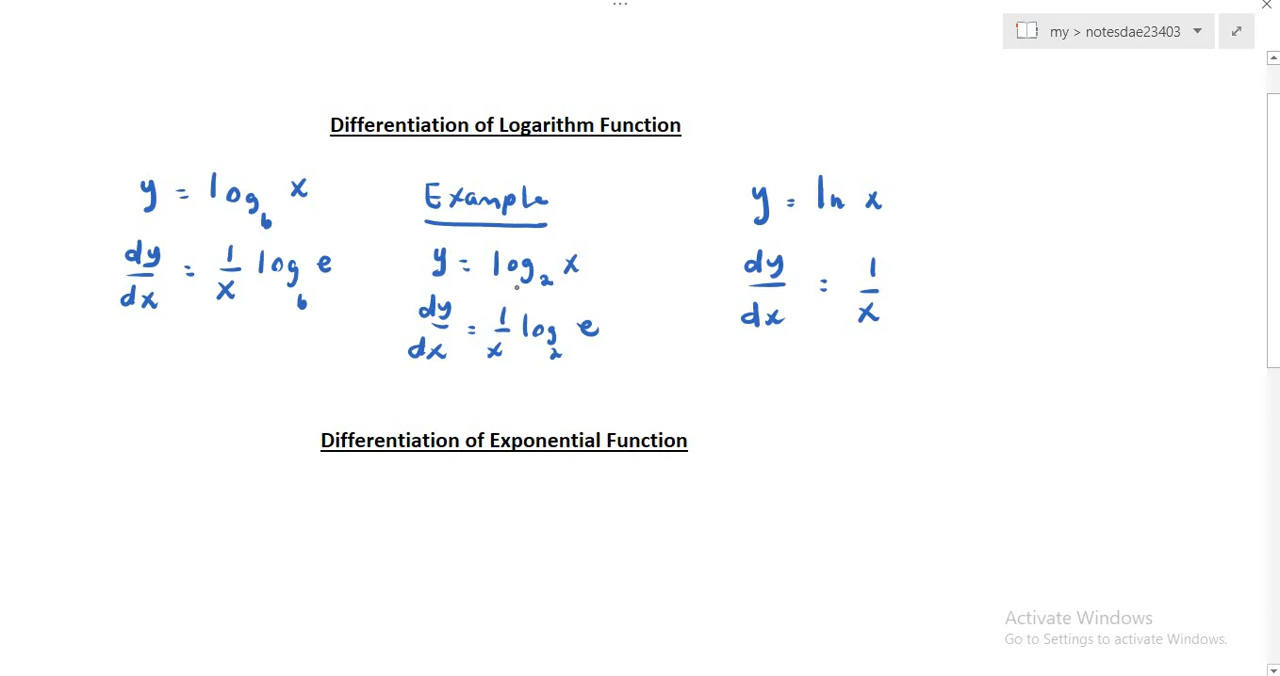 my > notesdae23403
Differentiation of Logarithm Function
y = log_b x
dy/dx = 1/x log_b e
Example
y = log_2 x
dy/dx = 1/x log_2 e
y = ln x
dy/dx = 1/x
Differentiation of Exponential Function
Activate Windows
Go to Settings to activate Windows.